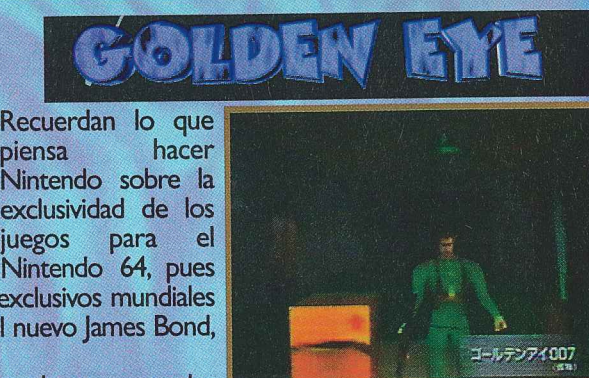 GOLDEN EYE
Recuerdan lo que
piensa hacer
Nintendo sobre la
exclusividad de los
juegos para el
Nintendo 64, pues
exclusivos mundiales
l nuevo James Bond,
ゴールデンアイ007